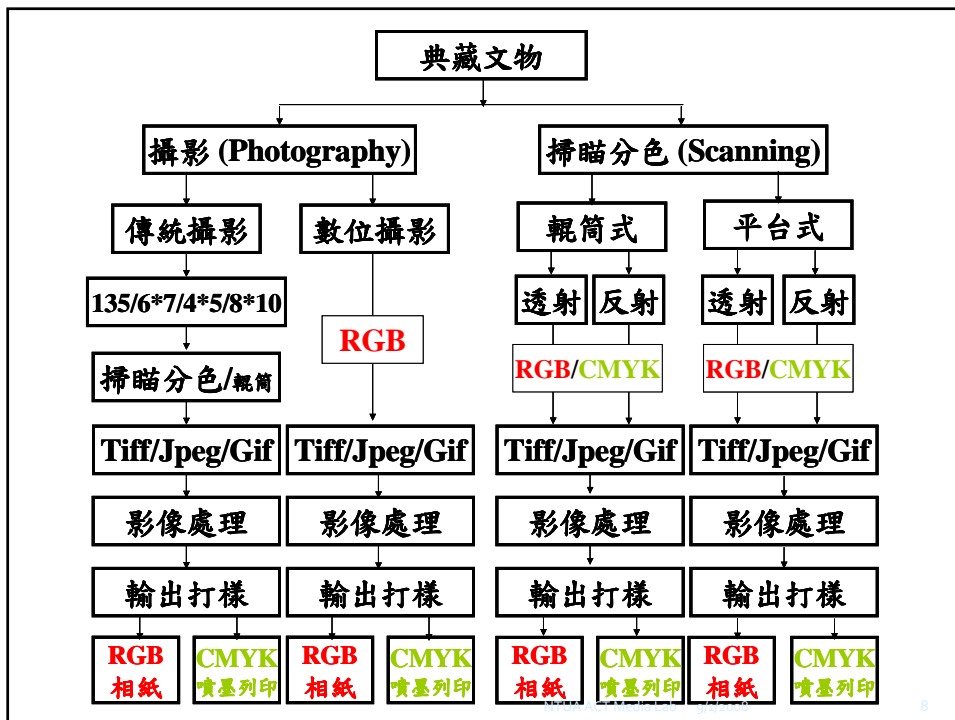 典藏文物
攝影 (Photography)
掃瞄分色 (Scanning)
傳統攝影
數位攝影
輥筒式
平台式
135/6*7/4*5/8*10
透射
反射
透射
反射
RGB
RGB/CMYK
RGB/CMYK
掃瞄分色/輥筒
Tiff/Jpeg/Gif
Tiff/Jpeg/Gif
Tiff/Jpeg/Gif
Tiff/Jpeg/Gif
影像處理
影像處理
影像處理
影像處理
輸出打樣
輸出打樣
輸出打樣
輸出打樣
RGB
相紙
CMYK
噴墨列印
RGB
相紙
CMYK
噴墨列印
RGB
相紙
CMYK
噴墨列印
RGB
相紙
CMYK
噴墨列印
NTUA ACT Media Lab
8